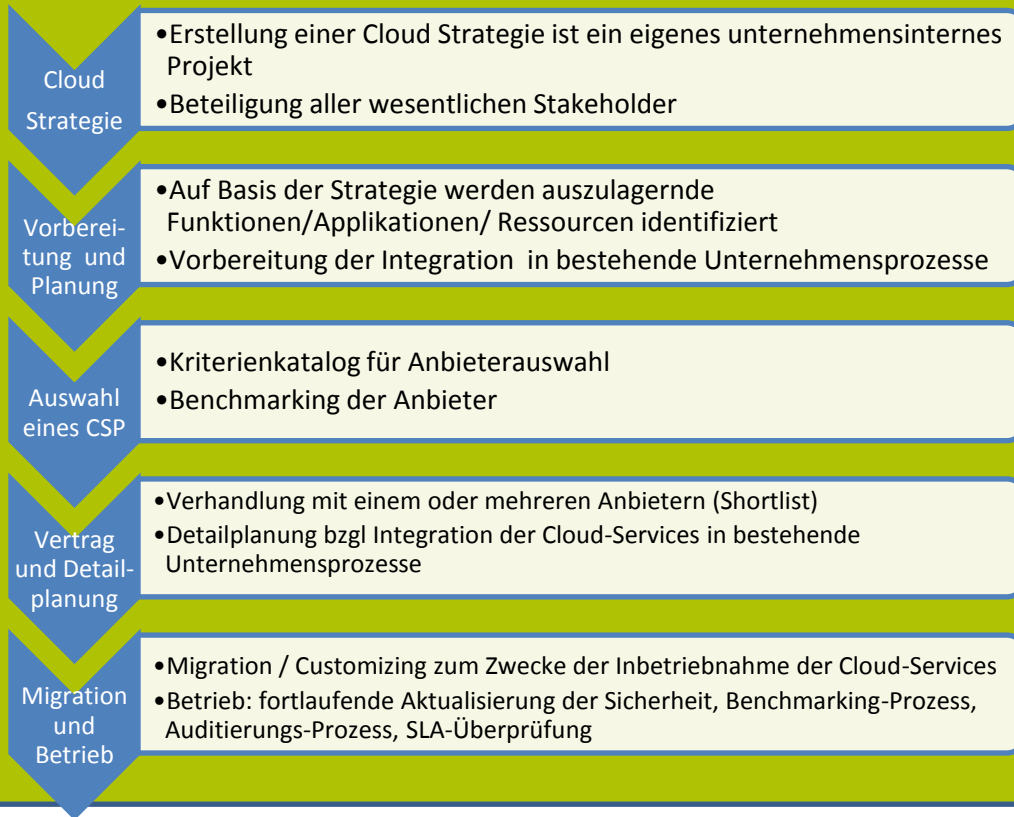 Cloud
Strategie
•Erstellung einer Cloud Strategie ist ein eigenes unternehmensinternes
Projekt
•Beteiligung aller wesentlichen Stakeholder
Vorberei-
tung und
Planung
•Auf Basis der Strategie werden auszulagernde
Funktionen/Applikationen/ Ressourcen identifiziert
•Vorbereitung der Integration in bestehende Unternehmensprozesse
Auswahl
eines CSP
•Kriterienkatalog für Anbieterauswahl
•Benchmarking der Anbieter
Vertrag
und Detail-
planung
•Verhandlung mit einem oder mehreren Anbietern (Shortlist)
•Detailplanung bzgl Integration der Cloud-Services in bestehende
Unternehmensprozesse
Migration
und
Betrieb
•Migration / Customizing zum Zwecke der Inbetriebnahme der Cloud-Services
•Betrieb: fortlaufende Aktualisierung der Sicherheit, Benchmarking-Prozess,
Auditierungs-Prozess, SLA-Überprüfung